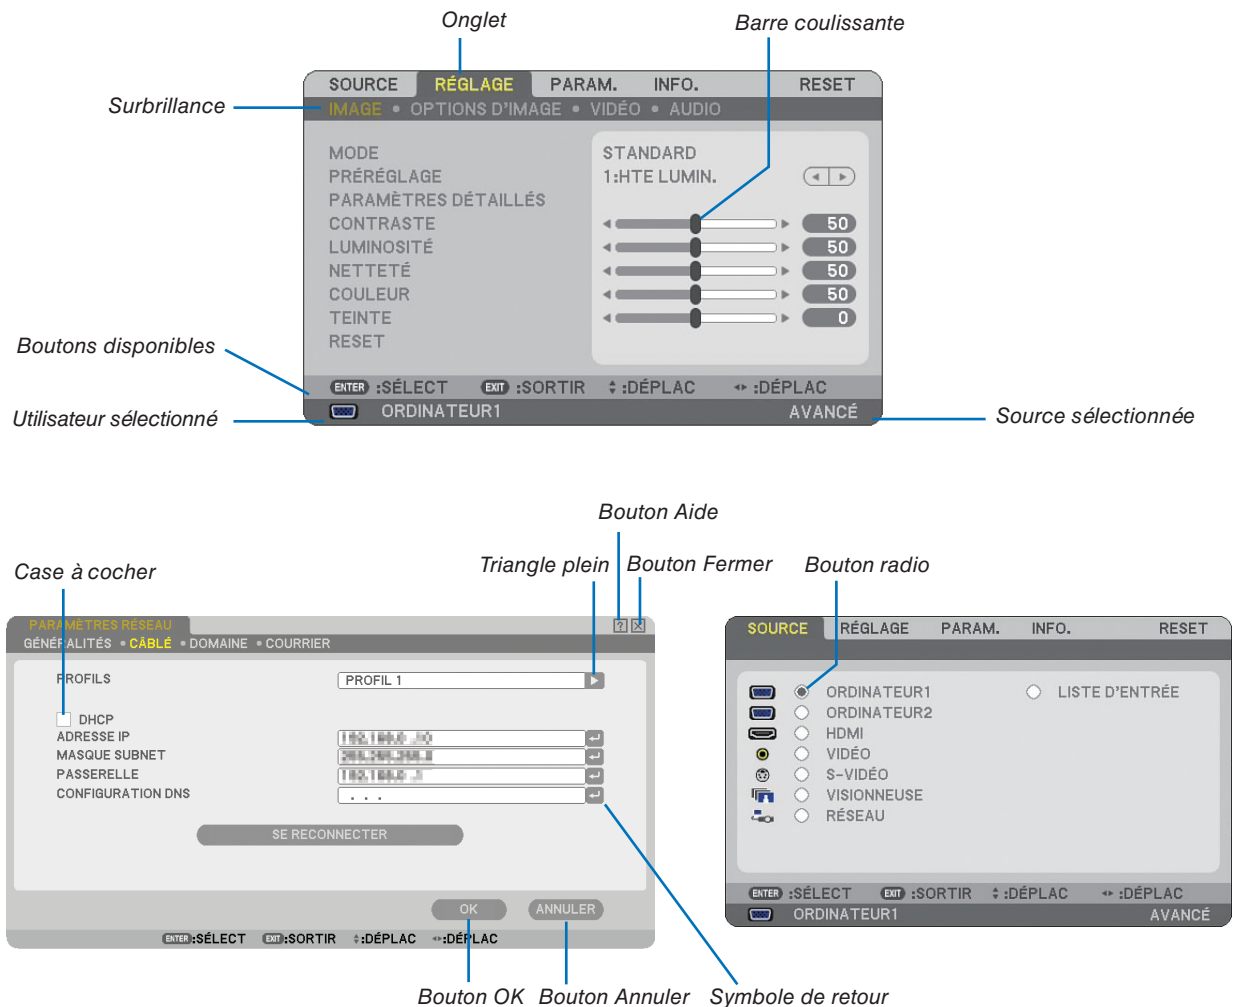 Onglet
Barre coulissante
SOURCE RÉGLAGE PARAM. INFO. RESET
Surbrillance
IMAGE • OPTIONS D'IMAGE • VIDÉO • AUDIO
MODE STANDARD
PRÉRÉGLAGE 1:HTE LUMIN.
PARAMÈTRES DÉTAILLÉS
CONTRASTE 50
LUMINOSITÉ 50
NETTETÉ 50
COULEUR 50
TEINTE 0
RESET
Boutons disponibles
ENTER :SÉLECT EXIT :SORTIR :DÉPLAC :DÉPLAC
ORDINATEUR1 AVANCÉ
Utilisateur sélectionné
Source sélectionnée
Bouton Aide
Case à cocher
Triangle plein
Bouton Fermer
Bouton radio
PARAMÈTRES RÉSEAU
GÉNÉRALITÉS • CÂBLÉ • DOMAINE • COURRIER
PROFILS PROFIL 1
DHCP
ADRESSE IP
MASQUE SUBNET
PASSERELLE
CONFIGURATION DNS . . .
SE RECONNECTER
OK ANNULER
ENTER:SÉLECT EXIT:SORTIR :DÉPLAC :DÉPLAC
SOURCE RÉGLAGE PARAM. INFO. RESET
ORDINATEUR1 LISTE D'ENTRÉE
ORDINATEUR2
HDMI
VIDÉO
S-VIDÉO
VISIONNEUSE
RÉSEAU
ENTER :SÉLECT EXIT :SORTIR :DÉPLAC :DÉPLAC
ORDINATEUR1 AVANCÉ
Bouton OK
Bouton Annuler
Symbole de retour